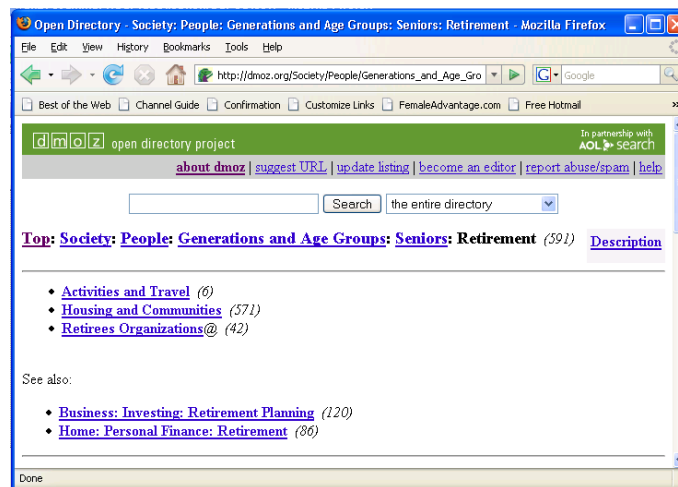 Open Directory - Society: People: Generations and Age Groups: Seniors: Retirement - Mozilla Firefox
File Edit View History Bookmarks Tools Help
http://dmoz.org/Society/People/Generations_and_Age_Gro G Google
Best of the Web Channel Guide Confirmation Customize Links FemaleAdvantage.com Free Hotmail »
dmoz open directory project In partnership with
AOL search
about dmoz | suggest URL | update listing | become an editor | report abuse/spam | help
Search the entire directory
Top: Society: People: Generations and Age Groups: Seniors: Retirement (591) Description
• Activities and Travel (6)
• Housing and Communities (571)
• Retirees Organizations@ (42)
See also:
• Business: Investing: Retirement Planning (120)
• Home: Personal Finance: Retirement (86)
Done